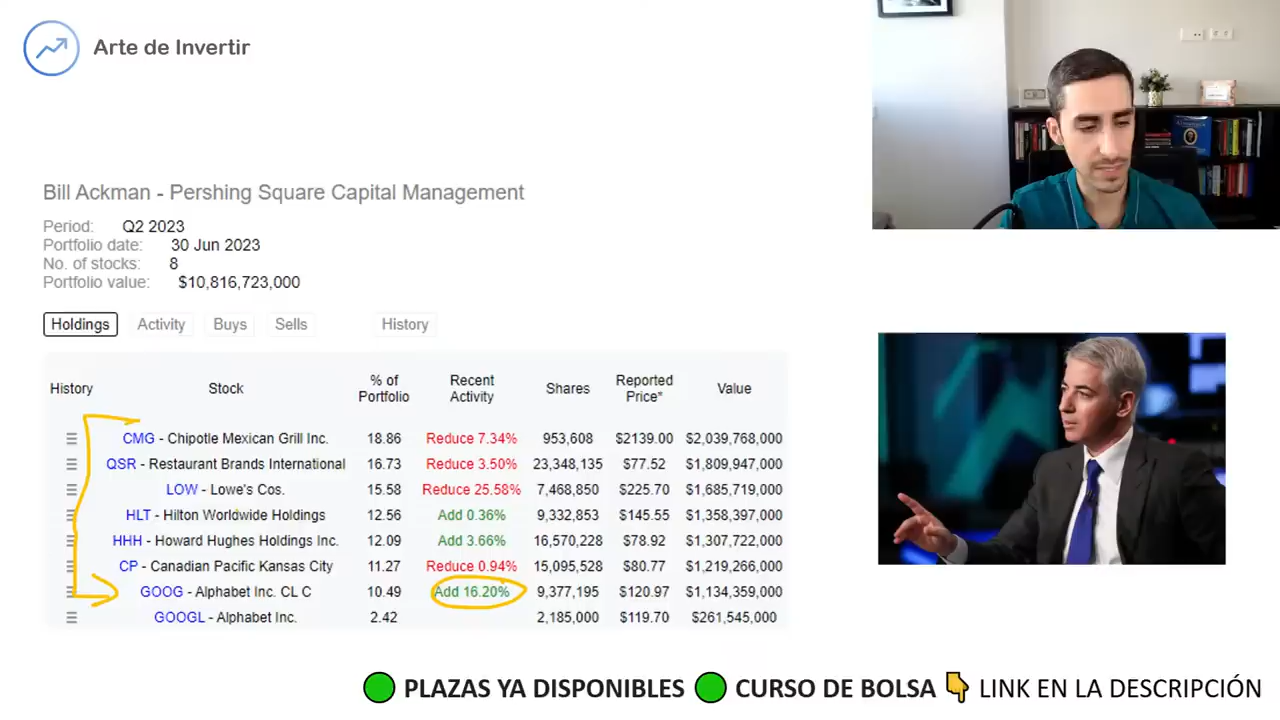 Arte de Invertir
Bill Ackman - Pershing Square Capital Management
Period: Q2 2023
Portfolio date: 30 Jun 2023
No. of stocks: 8
Portfolio value: $10,816,723,000
Holdings Activity Buys Sells History
History Stock % of Portfolio Recent Activity Shares Reported Price* Value
≡ CMG - Chipotle Mexican Grill Inc. 18.86 Reduce 7.34% 953,608 $2139.00 $2,039,768,000
≡ QSR - Restaurant Brands International 16.73 Reduce 3.50% 23,348,135 $77.52 $1,809,947,000
≡ LOW - Lowe's Cos. 15.58 Reduce 25.58% 7,468,850 $225.70 $1,685,719,000
≡ HLT - Hilton Worldwide Holdings 12.56 Add 0.36% 9,332,853 $145.55 $1,358,397,000
≡ HHH - Howard Hughes Holdings Inc. 12.09 Add 3.66% 16,570,228 $78.92 $1,307,722,000
≡ CP - Canadian Pacific Kansas City 11.27 Reduce 0.94% 15,095,528 $80.77 $1,219,266,000
≡ GOOG - Alphabet Inc. CL C 10.49 Add 16.20% 9,377,195 $120.97 $1,134,359,000
≡ GOOGL - Alphabet Inc. 2.42 2,185,000 $119.70 $261,545,000
🟢 PLAZAS YA DISPONIBLES 🟢 CURSO DE BOLSA 👇 LINK EN LA DESCRIPCIÓN